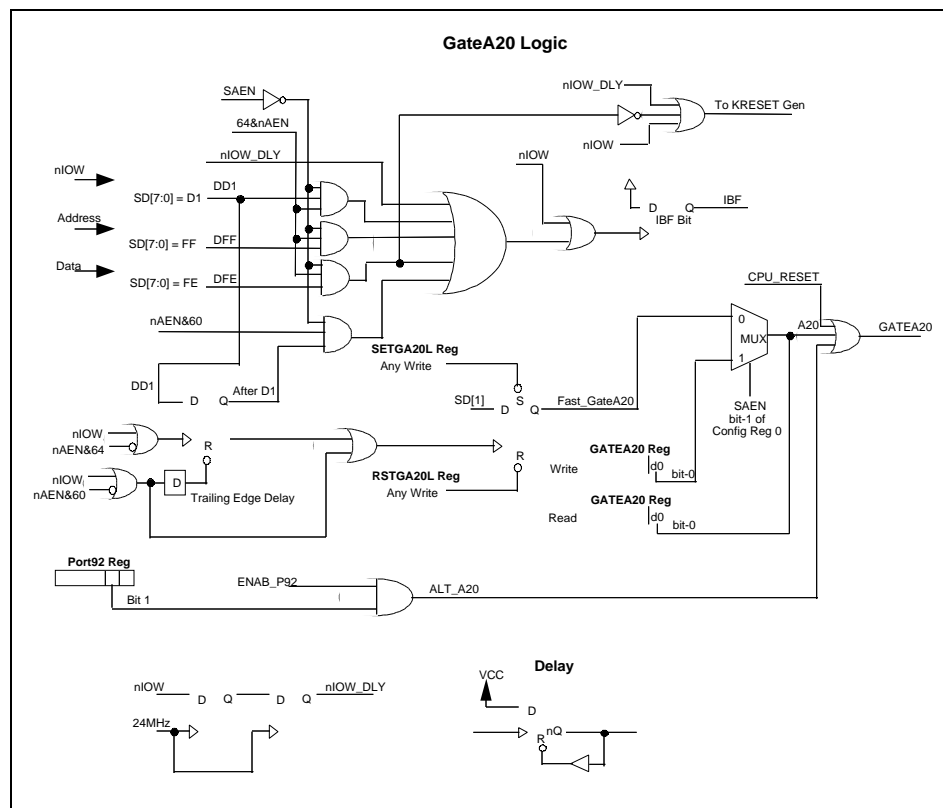 GateA20 Logic
SAEN
64&nAEN
nIOW_DLY
nIOW_DLY
To KRESET Gen
nIOW
nIOW
nIOW
DD1
SD[7:0] = D1
D Q
IBF
IBF Bit
Address
SD[7:0] = FF
DFF
Data
SD[7:0] = FE
DFE
CPU_RESET
nAEN&60
0
MUX
1
A20
GATEA20
SETGA20L Reg
Any Write
DD1
D Q
After D1
SD[1]
D S Q
Fast_GateA20
SAEN
bit-1 of
Config Reg 0
nIOW
nAEN&64
R
R
GATEA20 Reg
Write
d0
bit-0
RSTGA20L Reg
Any Write
nIOW
nAEN&60
D
Trailing Edge Delay
GATEA20 Reg
Read
d0
bit-0
Port92 Reg
Bit 1
ENAB_P92
ALT_A20
Delay
VCC
nIOW
D Q
D Q
nIOW_DLY
D
24MHz
nQ
R